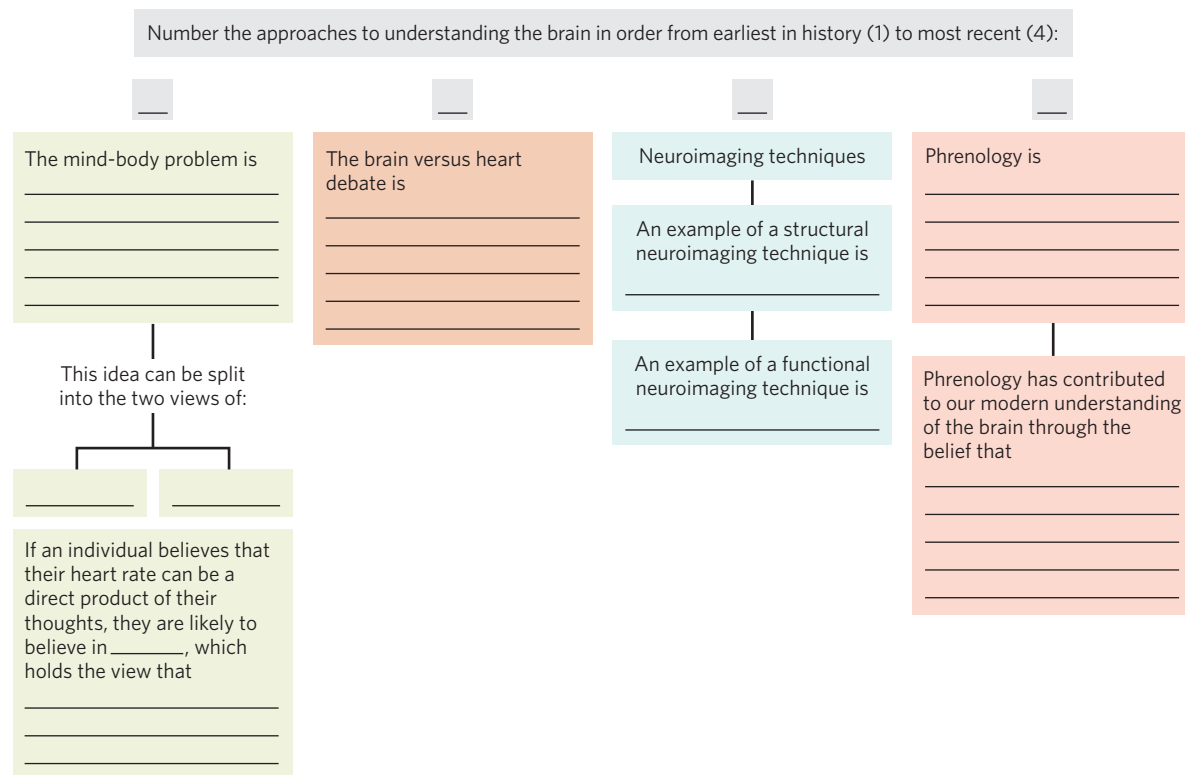 Number the approaches to understanding the brain in order from earliest in history (1) to most recent (4):
The mind-body problem is
This idea can be split
into the two views of:
If an individual believes that
their heart rate can be a
direct product of their
thoughts, they are likely to
believe in ________, which
holds the view that
The brain versus heart
debate is
Neuroimaging techniques
An example of a structural
neuroimaging technique is
An example of a functional
neuroimaging technique is
Phrenology is
Phrenology has contributed
to our modern understanding
of the brain through the
belief that